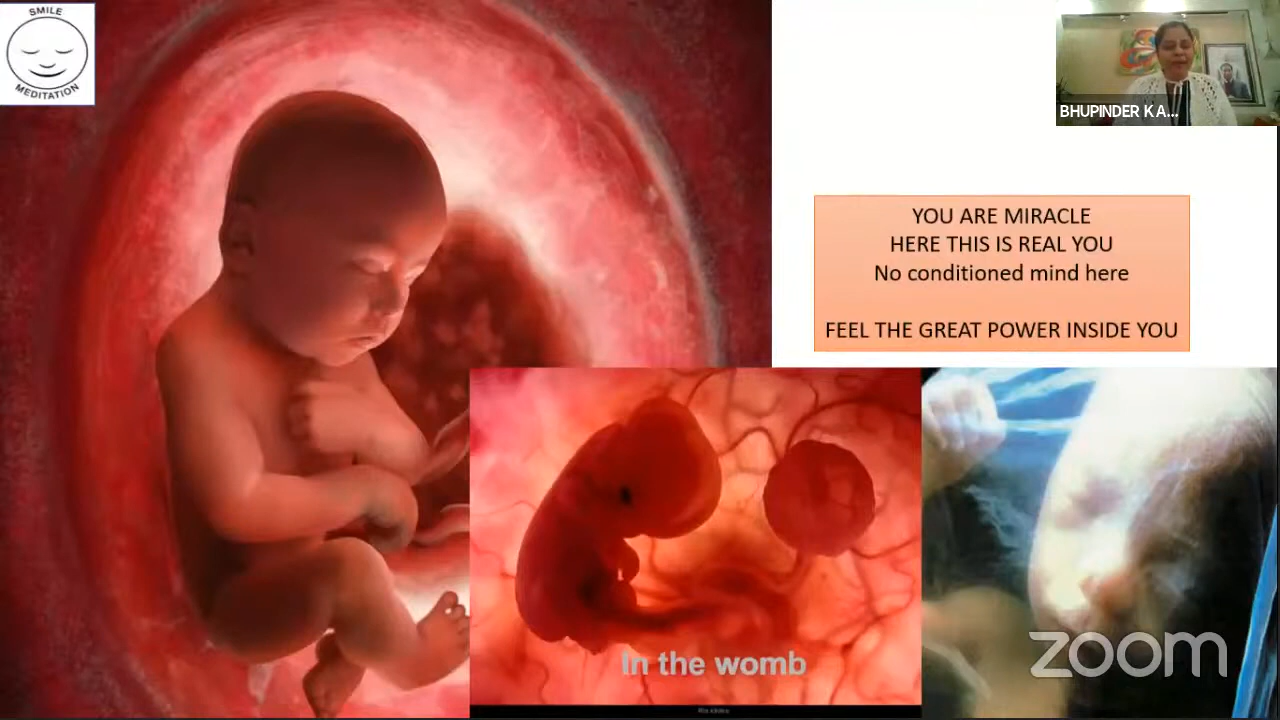 SMILE
MEDITATION
BHUPINDER KA...
YOU ARE MIRACLE
HERE THIS IS REAL YOU
No conditioned mind here
FEEL THE GREAT POWER INSIDE YOU
In the womb
zoom